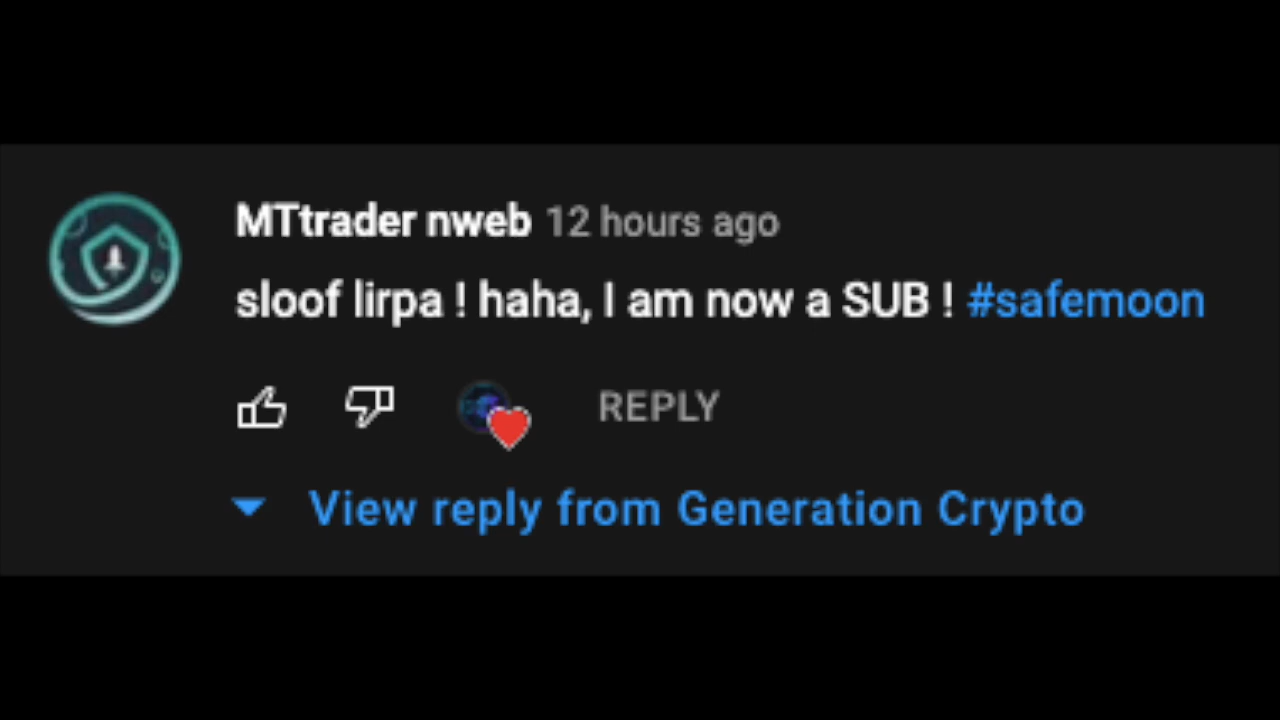 MTtrader nweb 12 hours ago
sloof lirpa ! haha, I am now a SUB ! #safemoon
REPLY
View reply from Generation Crypto